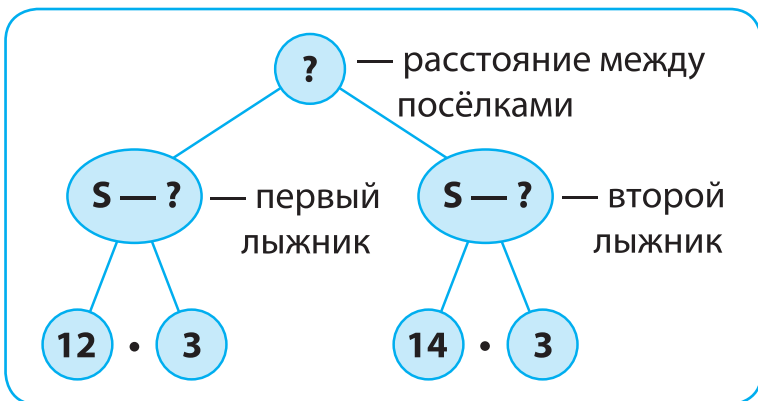 ? — расстояние между
посёлками
S — ? — первый
лыжник
S — ? — второй
лыжник
12 • 3
14 • 3